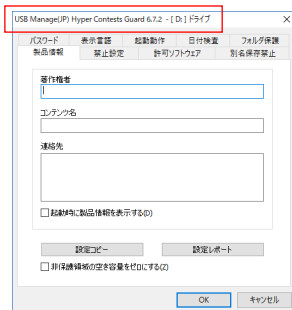 USB Manage(JP) Hyper Contests Guard 6.7.2 - [ D: ] ドライブ
パスワード 表示言語 起動動作 日付検査 フォルダ保護
製品情報 禁止設定 許可ソフトウェア 別名保存禁止
著作権者
コンテンツ名
連絡先
起動時に製品情報を表示する(D)
設定コピー 設定レポート
非保護領域の空き容量をゼロにする(Z)
OK キャンセル